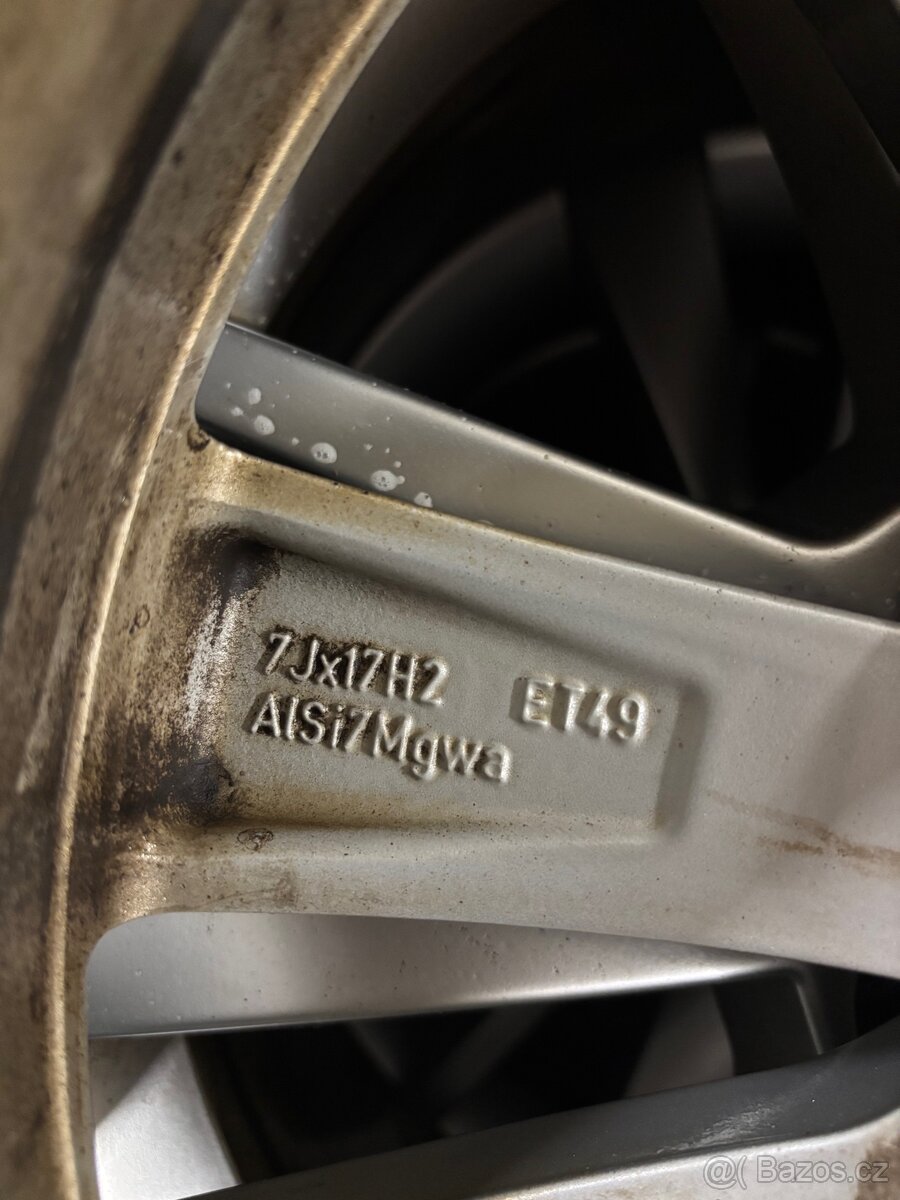 7Jx17H2 ET49
AlSi7Mgwa
@( Bazos.cz